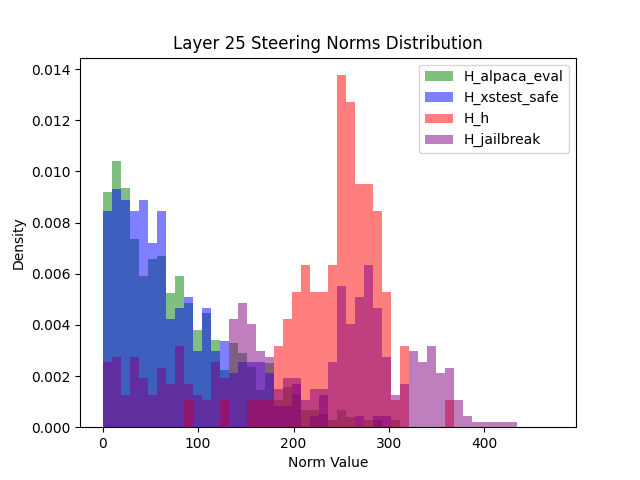 Layer 25 Steering Norms Distribution
H_alpaca_eval
H_xstest_safe
H_h
H_jailbreak
0.014
0.012
0.010
0.008
0.006
0.004
0.002
0.000
Density
0
100
200
300
400
Norm Value